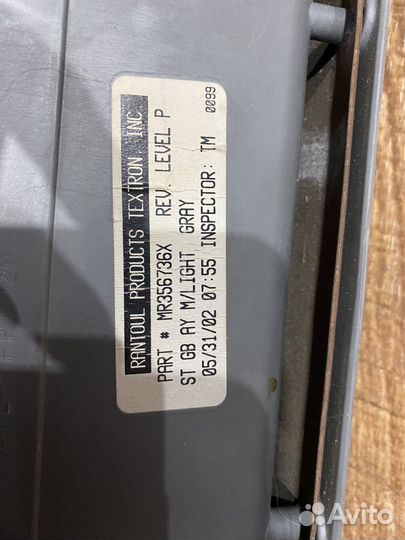 RANTOUL PRODUCTS TEXTRON INC.
PART # MR356736X REV. LEVEL P
ST GB AY M/LIGHT GRAY
05/31/02 07:55 INSPECTOR: TM
0099
Avito